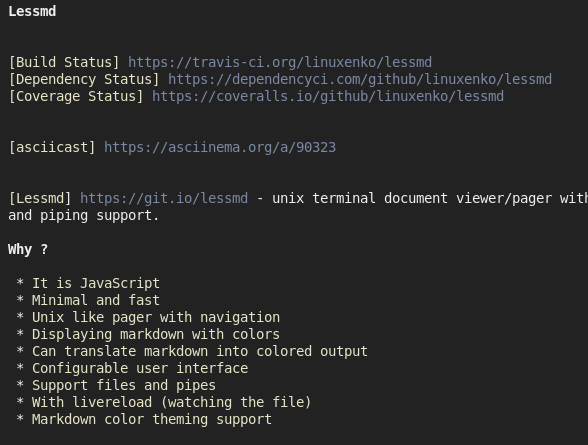 Lessmd
[Build Status] https://travis-ci.org/linuxenko/lessmd
[Dependency Status] https://dependencyci.com/github/linuxenko/lessmd
[Coverage Status] https://coveralls.io/github/linuxenko/lessmd
[asciicast] https://asciinema.org/a/90323
[Lessmd] https://git.io/lessmd - unix terminal document viewer/pager with
and piping support.
Why ?
* It is JavaScript
* Minimal and fast
* Unix like pager with navigation
* Displaying markdown with colors
* Can translate markdown into colored output
* Configurable user interface
* Support files and pipes
* With livereload (watching the file)
* Markdown color theming support